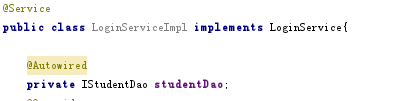 @Service
public class LoginServiceImpl implements LoginService{
@Autowired
private IStudentDao studentDao;